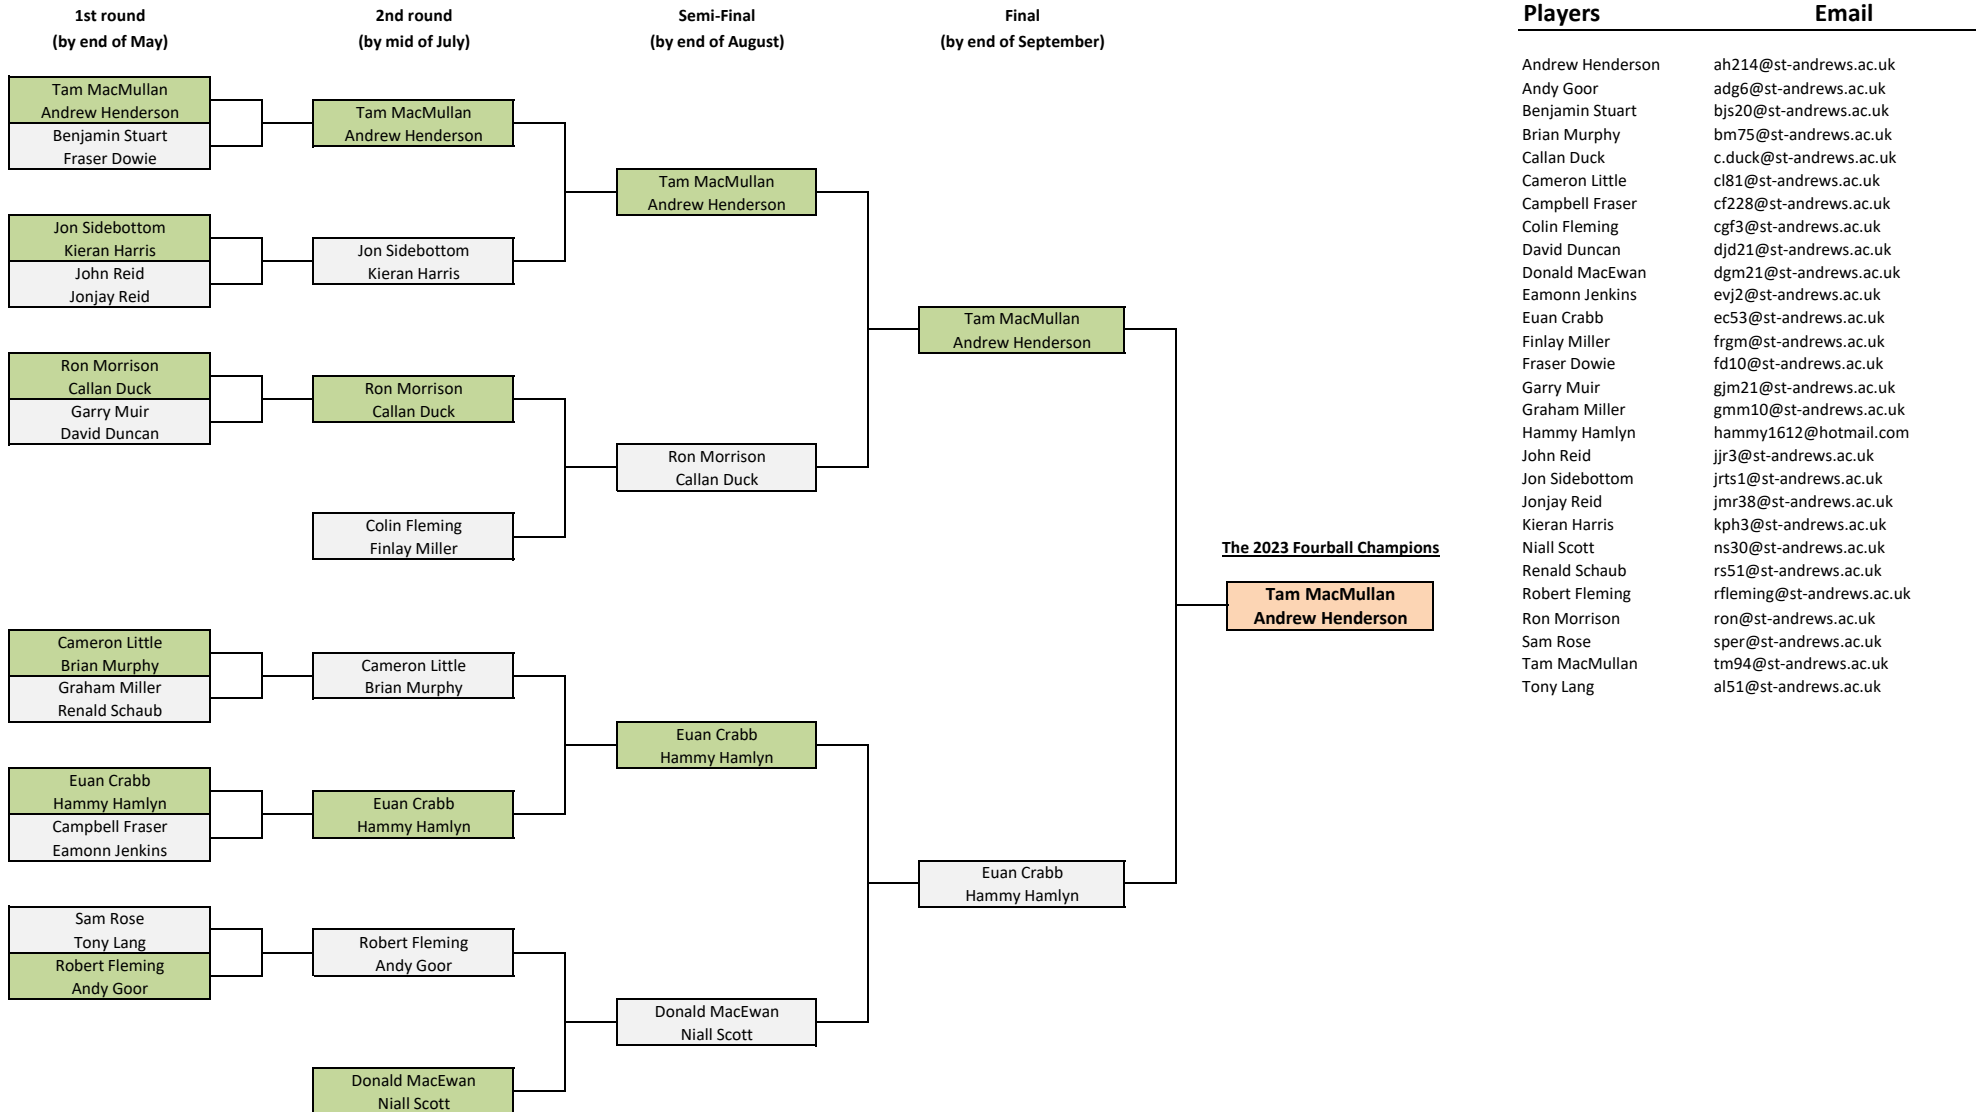 1st round
(by end of May)
2nd round
(by mid of July)
Semi-Final
(by end of August)
Final
(by end of September)
Tam MacMullan
Andrew Henderson
Benjamin Stuart
Fraser Dowie
Jon Sidebottom
Kieran Harris
John Reid
Jonjay Reid
Ron Morrison
Callan Duck
Garry Muir
David Duncan
Cameron Little
Brian Murphy
Graham Miller
Renald Schaub
Euan Crabb
Hammy Hamlyn
Campbell Fraser
Eamonn Jenkins
Sam Rose
Tony Lang
Robert Fleming
Andy Goor
Tam MacMullan
Andrew Henderson
Jon Sidebottom
Kieran Harris
Ron Morrison
Callan Duck
Colin Fleming
Finlay Miller
Cameron Little
Brian Murphy
Euan Crabb
Hammy Hamlyn
Robert Fleming
Andy Goor
Donald MacEwan
Niall Scott
Tam MacMullan
Andrew Henderson
Ron Morrison
Callan Duck
Euan Crabb
Hammy Hamlyn
Donald MacEwan
Niall Scott
Tam MacMullan
Andrew Henderson
Euan Crabb
Hammy Hamlyn
The 2023 Fourball Champions
Tam MacMullan
Andrew Henderson
Players Email
Andrew Henderson ah214@st-andrews.ac.uk
Andy Goor adg6@st-andrews.ac.uk
Benjamin Stuart bjs20@st-andrews.ac.uk
Brian Murphy bm75@st-andrews.ac.uk
Callan Duck c.duck@st-andrews.ac.uk
Cameron Little cl81@st-andrews.ac.uk
Campbell Fraser cf228@st-andrews.ac.uk
Colin Fleming cgf3@st-andrews.ac.uk
David Duncan djd21@st-andrews.ac.uk
Donald MacEwan dgm21@st-andrews.ac.uk
Eamonn Jenkins evj2@st-andrews.ac.uk
Euan Crabb ec53@st-andrews.ac.uk
Finlay Miller frgm@st-andrews.ac.uk
Fraser Dowie fd10@st-andrews.ac.uk
Garry Muir gjm21@st-andrews.ac.uk
Graham Miller gmm10@st-andrews.ac.uk
Hammy Hamlyn hammy1612@hotmail.com
John Reid jjr3@st-andrews.ac.uk
Jon Sidebottom jrts1@st-andrews.ac.uk
Jonjay Reid jmr38@st-andrews.ac.uk
Kieran Harris kph3@st-andrews.ac.uk
Niall Scott ns30@st-andrews.ac.uk
Renald Schaub rs51@st-andrews.ac.uk
Robert Fleming rfleming@st-andrews.ac.uk
Ron Morrison ron@st-andrews.ac.uk
Sam Rose sper@st-andrews.ac.uk
Tam MacMullan tm94@st-andrews.ac.uk
Tony Lang al51@st-andrews.ac.uk